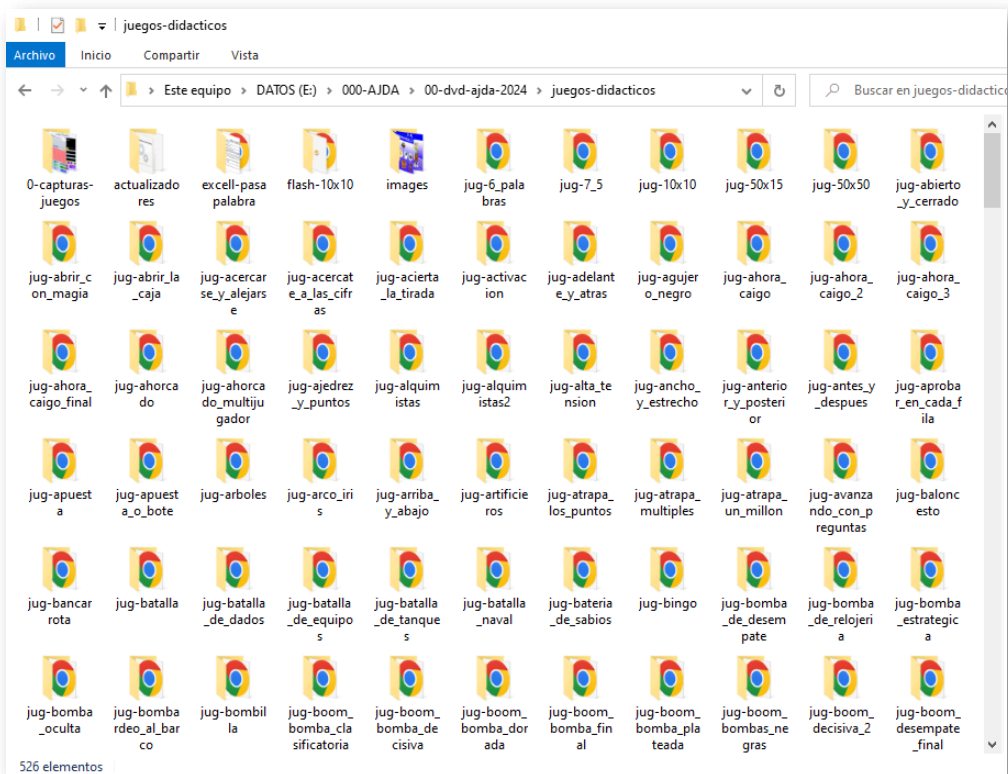 juegos-didacticos
Archivo Inicio Compartir Vista
Este equipo > DATOS (E:) > 000-AJDA > 00-dvd-ajda-2024 > juegos-didacticos
Buscar en juegos-didactico
0-capturas-
juegos
actualizado
res
excell-pasa
palabra
flash-10x10
images
jug-6_pala
bras
jug-7_5
jug-10x10
jug-50x15
jug-50x50
jug-abierto
_y_cerrado
jug-abrir_c
on_magia
jug-abrir_la
_caja
jug-acercar
se_y_alejars
e
jug-acercat
e_a_las_cifr
as
jug-acierta
_la_tirada
jug-activac
ion
jug-adelant
e_y_atras
jug-agujer
o_negro
jug-ahora_
caigo
jug-ahora_
caigo_2
jug-ahora_
caigo_3
jug-ahora_
caigo_final
jug-ahorca
do
jug-ahorca
do_multiju
gador
jug-ajedrez
_y_puntos
jug-alquim
istas
jug-alquim
istas2
jug-alta_te
nsion
jug-ancho_
y_estrecho
jug-anterio
r_y_posteri
or
jug-antes_y
_despues
jug-aproba
r_en_cada_f
ila
jug-apuest
a
jug-apuest
a_o_bote
jug-arboles
jug-arco_iri
s
jug-arriba_
y_abajo
jug-artificie
ros
jug-atrapa_
los_puntos
jug-atrapa_
multiples
jug-atrapa_
un_millon
jug-avanza
ndo_con_p
reguntas
jug-balonc
esto
jug-bancar
rota
jug-batalla
jug-batalla
_de_dados
jug-batalla
_de_equipo
s
jug-batalla
_de_tanque
s
jug-batalla
_naval
jug-bateria
_de_sabios
jug-bingo
jug-bomba
_de_desem
pate
jug-bomba
_de_relojeri
a
jug-bomba
_estrategic
a
jug-bomba
_oculta
jug-bomba
rdeo_al_bar
co
jug-bombil
la
jug-boom_
bomba_cla
sificatoria
jug-boom_
bomba_de
cisiva
jug-boom_
bomba_dor
ada
jug-boom_
bomba_fin
al
jug-boom_
bomba_pla
teada
jug-boom_
bombas_ne
gras
jug-boom_
decisiva_2
jug-boom_
desempate
_final
526 elementos